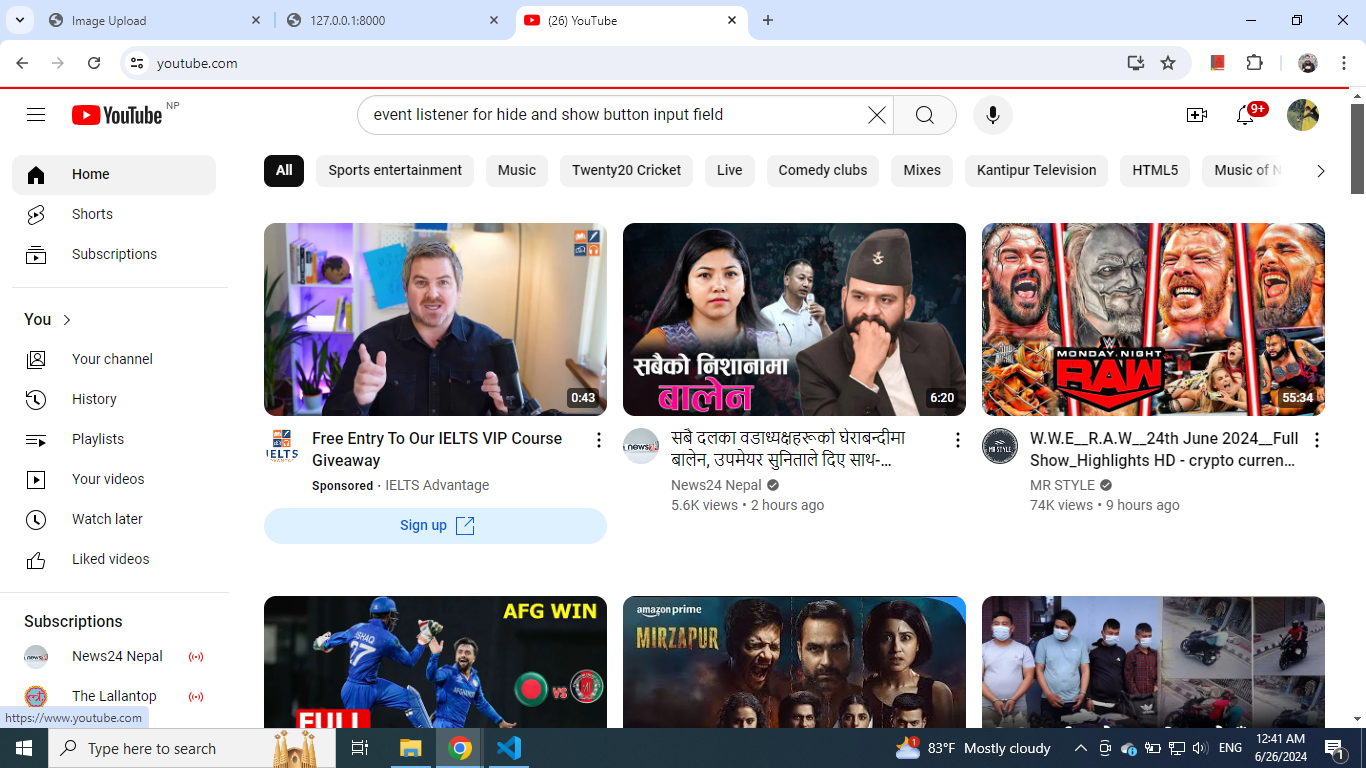 Image Upload
127.0.0.1:8000
(26) YouTube
youtube.com
YouTube NP
event listener for hide and show button input field
9+
Home
Shorts
Subscriptions
You
Your channel
History
Playlists
Your videos
Watch later
Liked videos
Subscriptions
News24 Nepal
The Lallantop
https://www.youtube.com
All
Sports entertainment
Music
Twenty20 Cricket
Live
Comedy clubs
Mixes
Kantipur Television
HTML5
Music of N
0:43
Free Entry To Our IELTS VIP Course
Giveaway
Sponsored · IELTS Advantage
Sign up
सबैको निशानामा
बालेन
6:20
सबै दलका वडाध्यक्षहरूको घेराबन्दीमा
बालेन, उपमेयर सुनिताले दिए साथ-...
News24 Nepal
5.6K views • 2 hours ago
MONDAY NIGHT
RAW
55:34
W.W.E__R.A.W__24th June 2024__Full
Show_Highlights HD - crypto curren...
MR STYLE
74K views • 9 hours ago
AFG WIN
ISHAQ
27
VS
FULL
amazon prime
MIRZAPUR
Type here to search
1
83°F Mostly cloudy
ENG
12:41 AM
6/26/2024
1